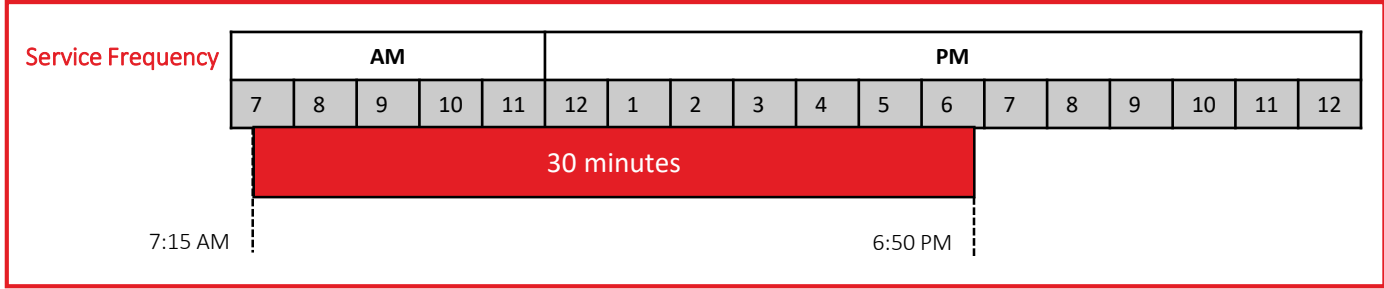 Service Frequency AM PM
7 8 9 10 11 12 1 2 3 4 5 6 7 8 9 10 11 12
30 minutes
7:15 AM 6:50 PM